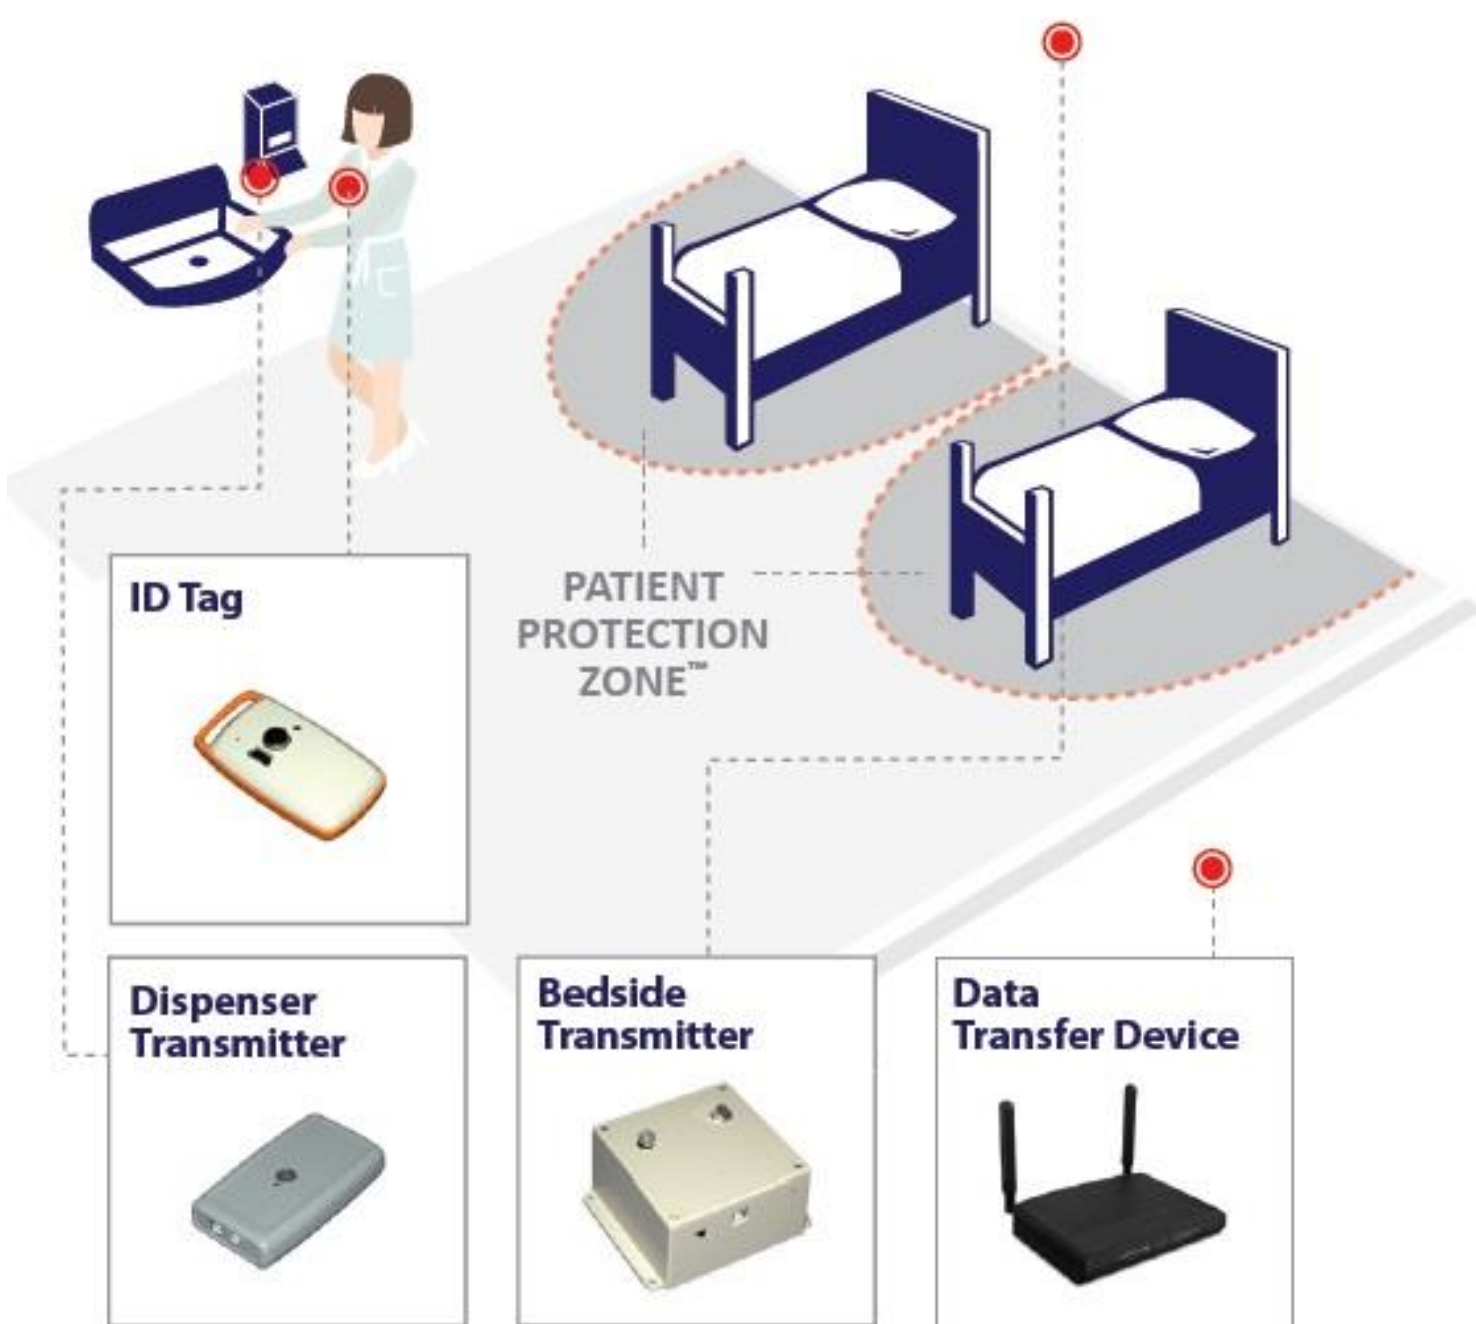 ID Tag
PATIENT
PROTECTION
ZONE™
Dispenser
Transmitter
Bedside
Transmitter
Data
Transfer Device